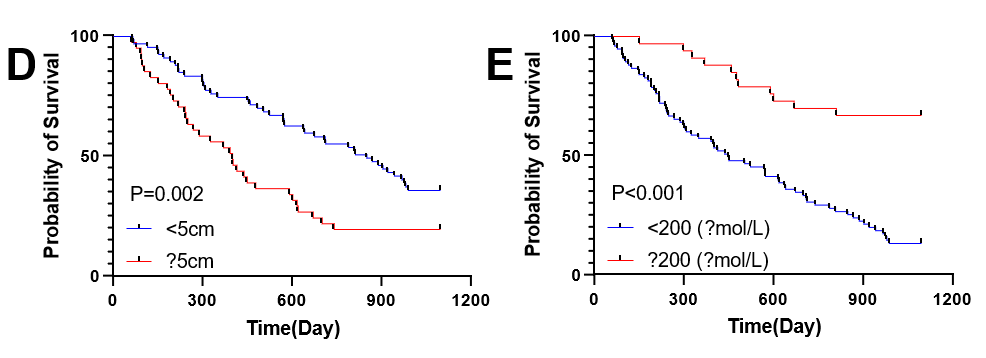 D
Probability of Survival
100
50
0
P=0.002
<5cm
?5cm
0 300 600 900 1200
Time(Day)
E
Probability of Survival
100
50
0
P<0.001
<200 (?mol/L)
?200 (?mol/L)
0 300 600 900 1200
Time(Day)